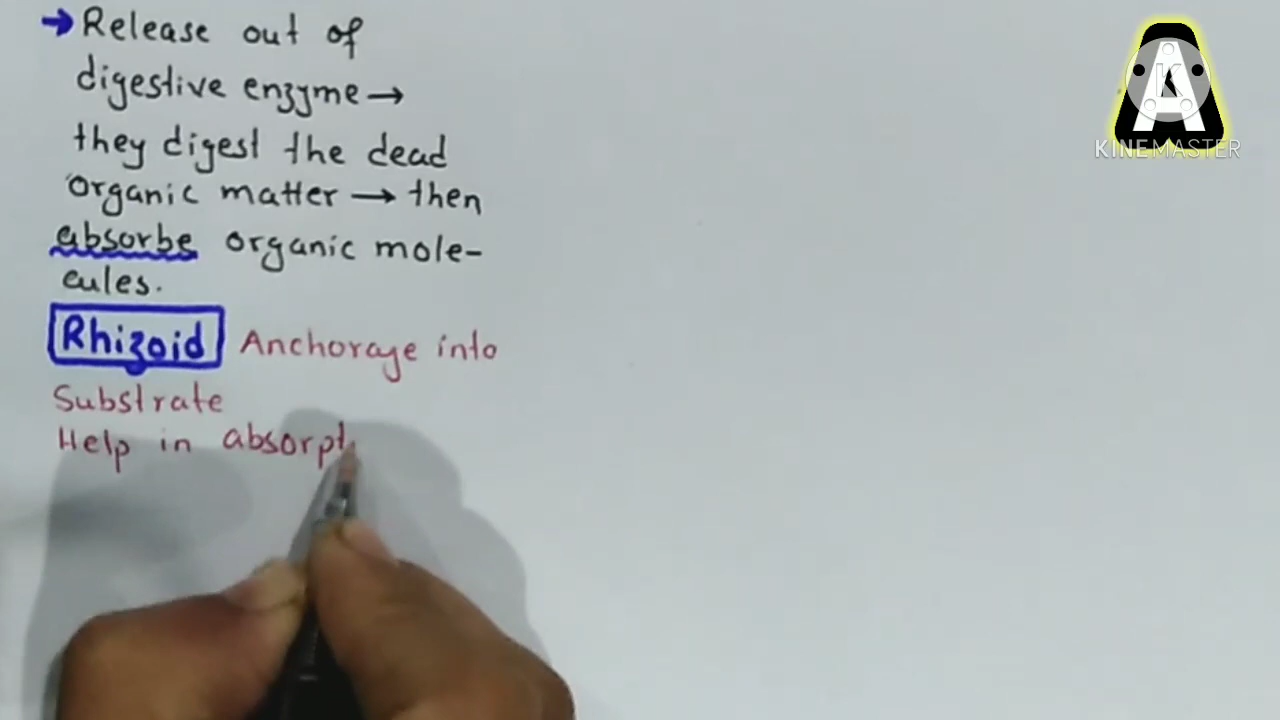 → Release out of
digestive enzyme →
they digest the dead
organic matter → then
absorbe organic mole-
cules.
Rhizoid Anchorage into
Substrate
Help in absorpt
A
K
KINEMASTER